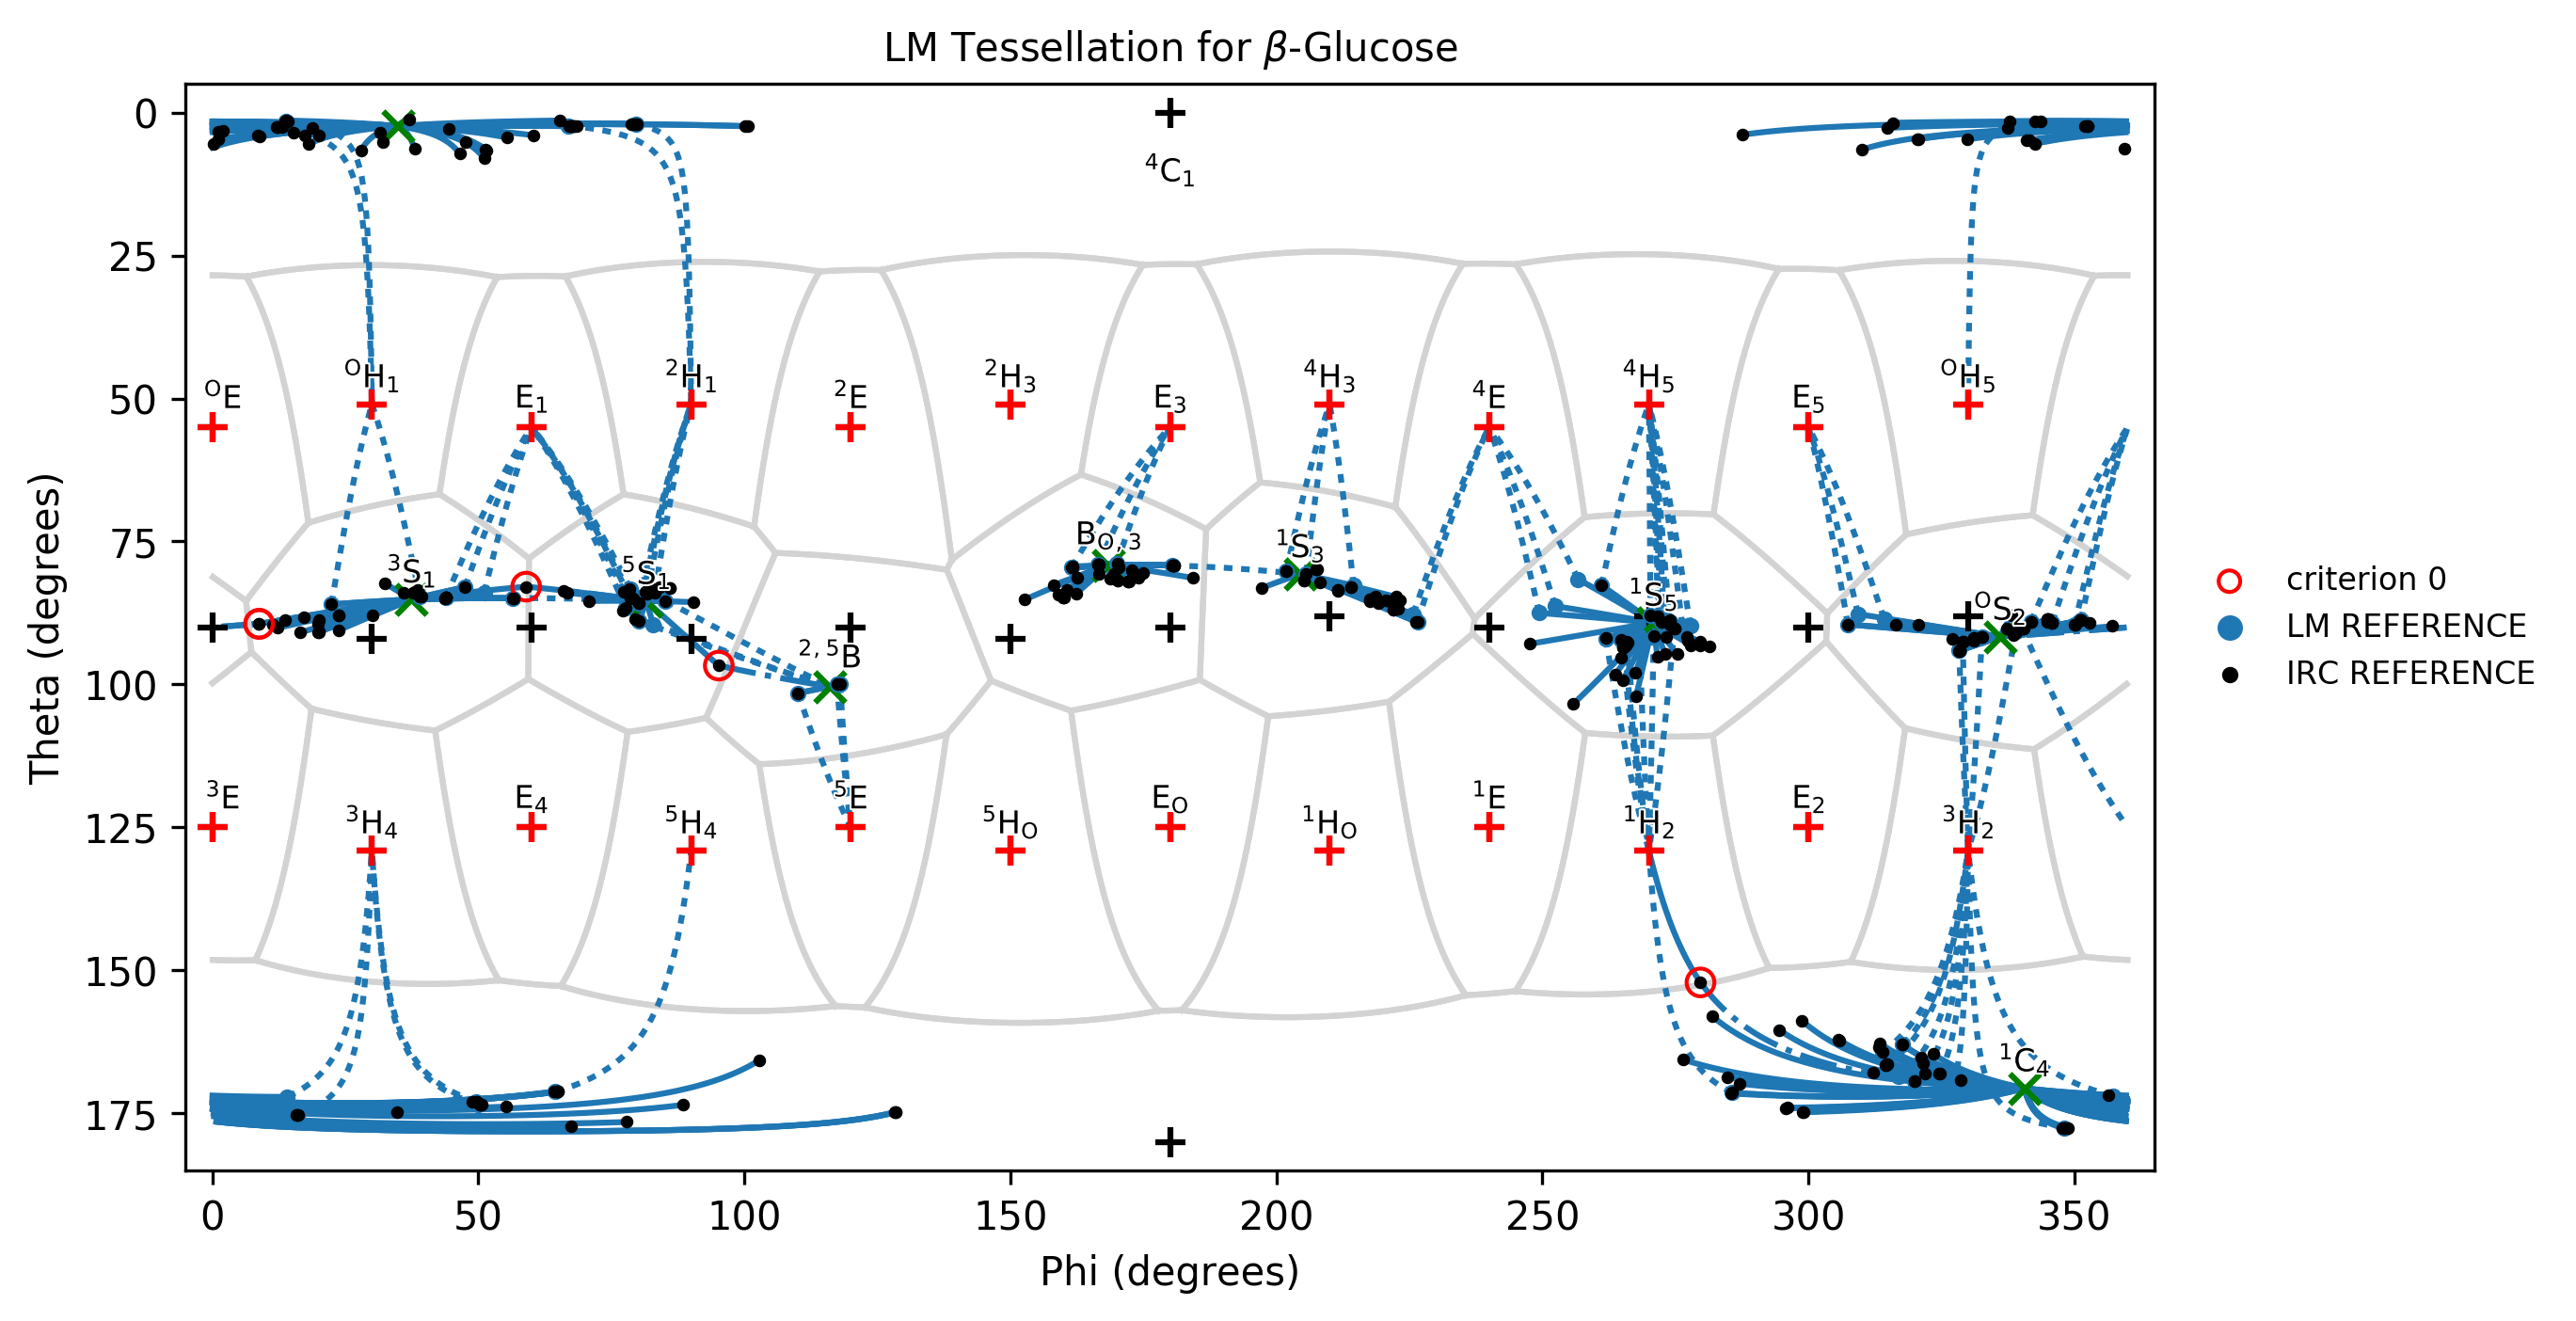 LM Tessellation for β-Glucose
Theta (degrees)
0
25
50
75
100
125
150
175
⁴C₁
ᴼE
ᴼH₁
E₁
²H₁
²E
²H₃
E₃
⁴H₃
⁴E
⁴H₅
E₅
ᴼH₅
³S₁
⁵S₁
B_O,3
¹S₃
¹S₅
ᴼS₂
²,⁵B
³E
³H₄
E₄
⁵H₄
⁵E
⁵H_O
E_O
¹H_O
¹E
¹H₂
E₂
³H₂
¹C₄
0 50 100 150 200 250 300 350
Phi (degrees)
criterion 0
LM REFERENCE
IRC REFERENCE